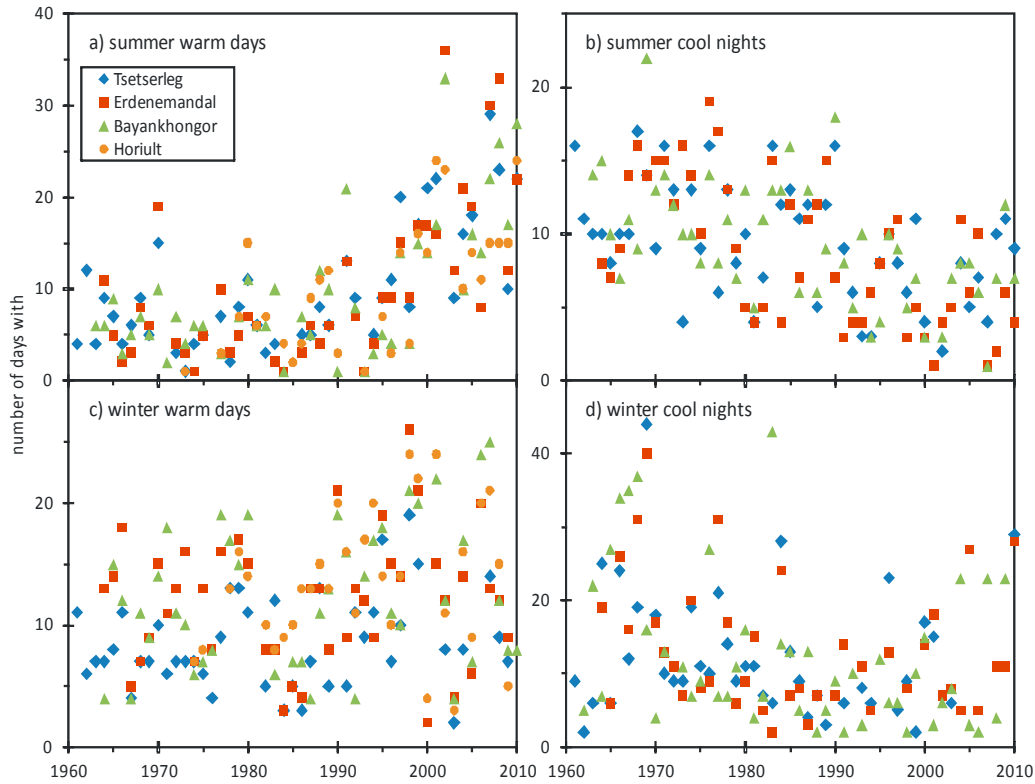 a) summer warm days
Tsetserleg
Erdenemandal
Bayankhongor
Horiult
b) summer cool nights
c) winter warm days
d) winter cool nights
number of days with
40
30
20
10
0
20
10
0
20
10
0
40
20
0
1960 1970 1980 1990 2000 2010
1960 1970 1980 1990 2000 2010